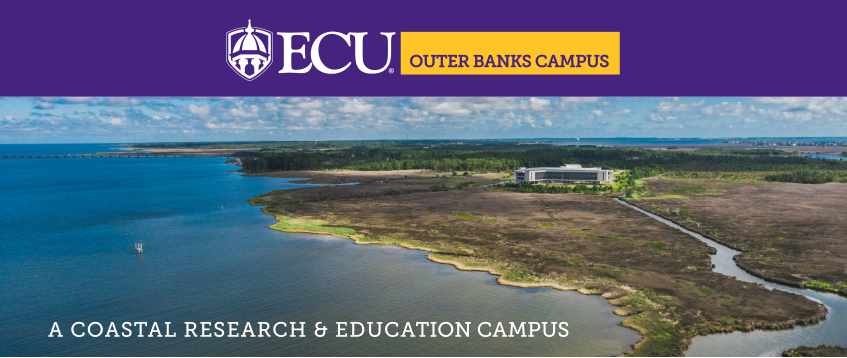 ECU®
OUTER BANKS CAMPUS
A COASTAL RESEARCH & EDUCATION CAMPUS